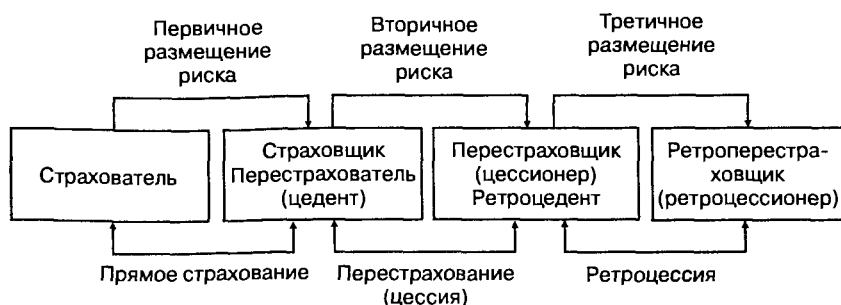 Первичное
размещение
риска
Вторичное
размещение
риска
Третичное
размещение
риска
Страхователь
Страховщик
Перестрахователь
(цедент)
Перестраховщик
(цессионер)
Ретроцедент
Ретроперестра-
ховщик
(ретроцессионер)
Прямое страхование
Перестрахование
(цессия)
Ретроцессия